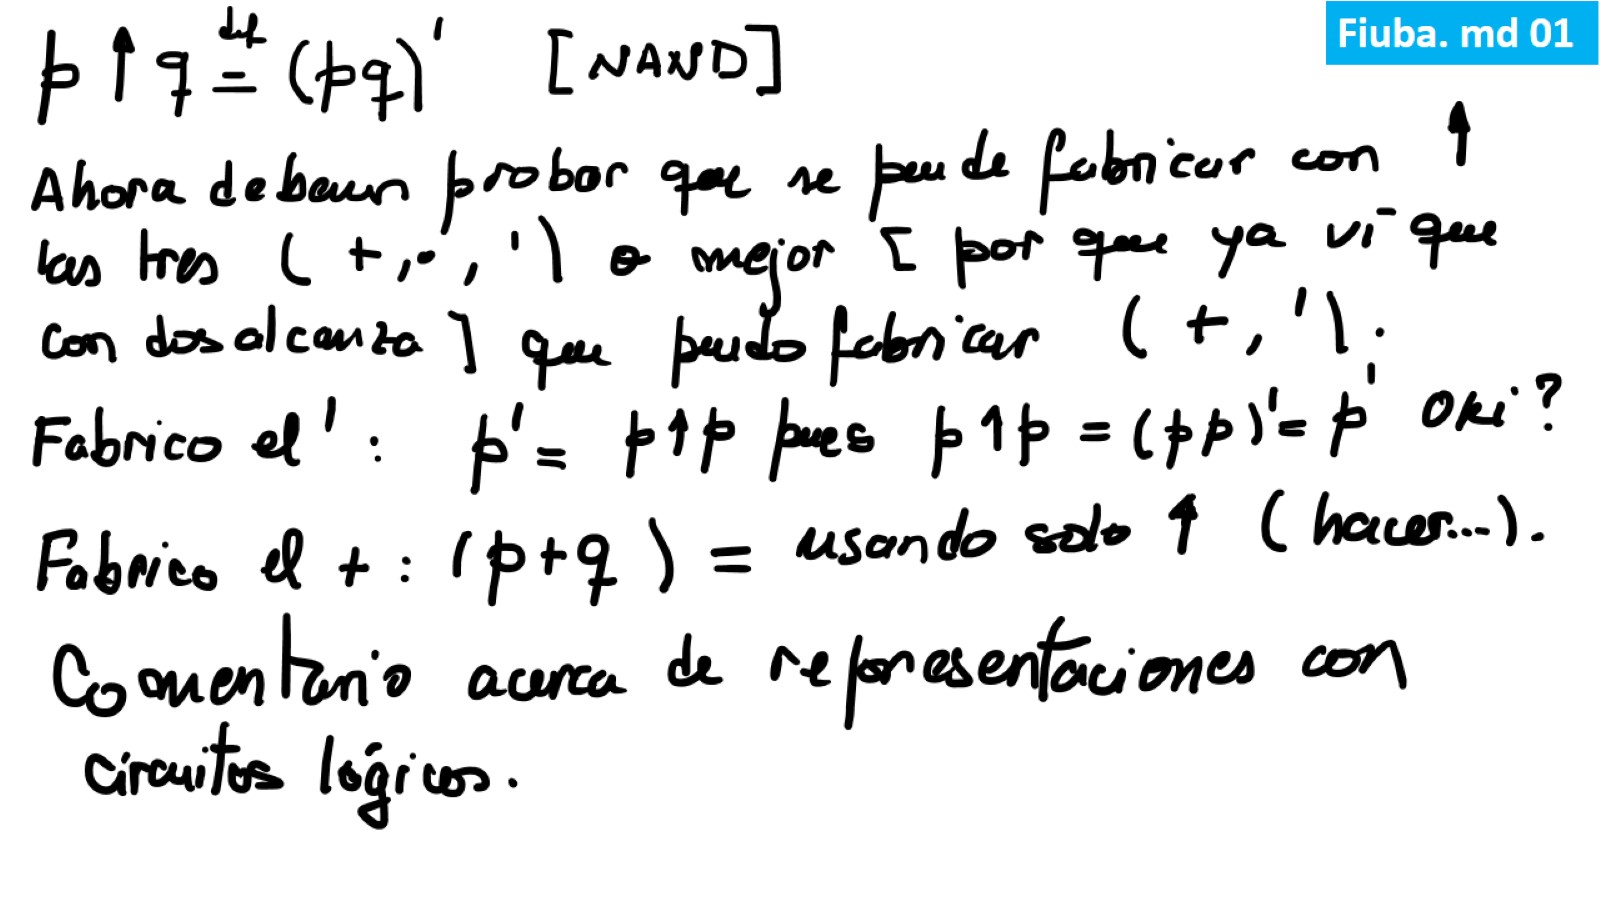 Fiuba. md 01
p ↑ q def= (pq)' [NAND]
Ahora deberán probar que se puede fabricar con ↑
las tres ( +, •, ' ) o mejor [ por que ya vi que
con dos alcanza ] que puedo fabricar ( +, ' ).
Fabrico el ' : p' = p↑p pues p↑p = (pp)' = p' oki?
Fabrico el + : (p+q) = usando solo ↑ (hacer...).
Comentario acerca de representaciones con
circuitos lógicos.